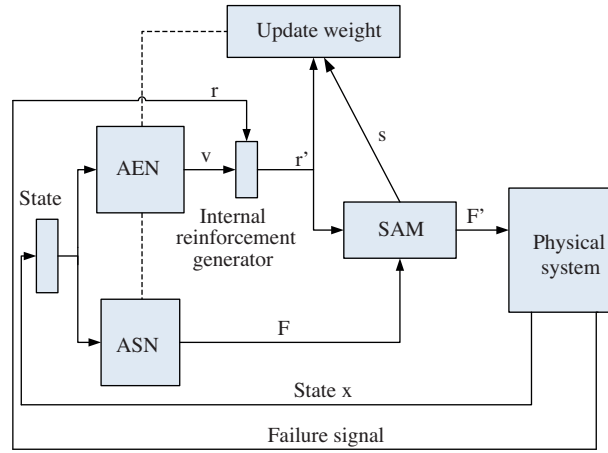 Update weight
r
AEN
v
r'
s
State
Internal
reinforcement
generator
SAM
F'
Physical
system
ASN
F
State x
Failure signal